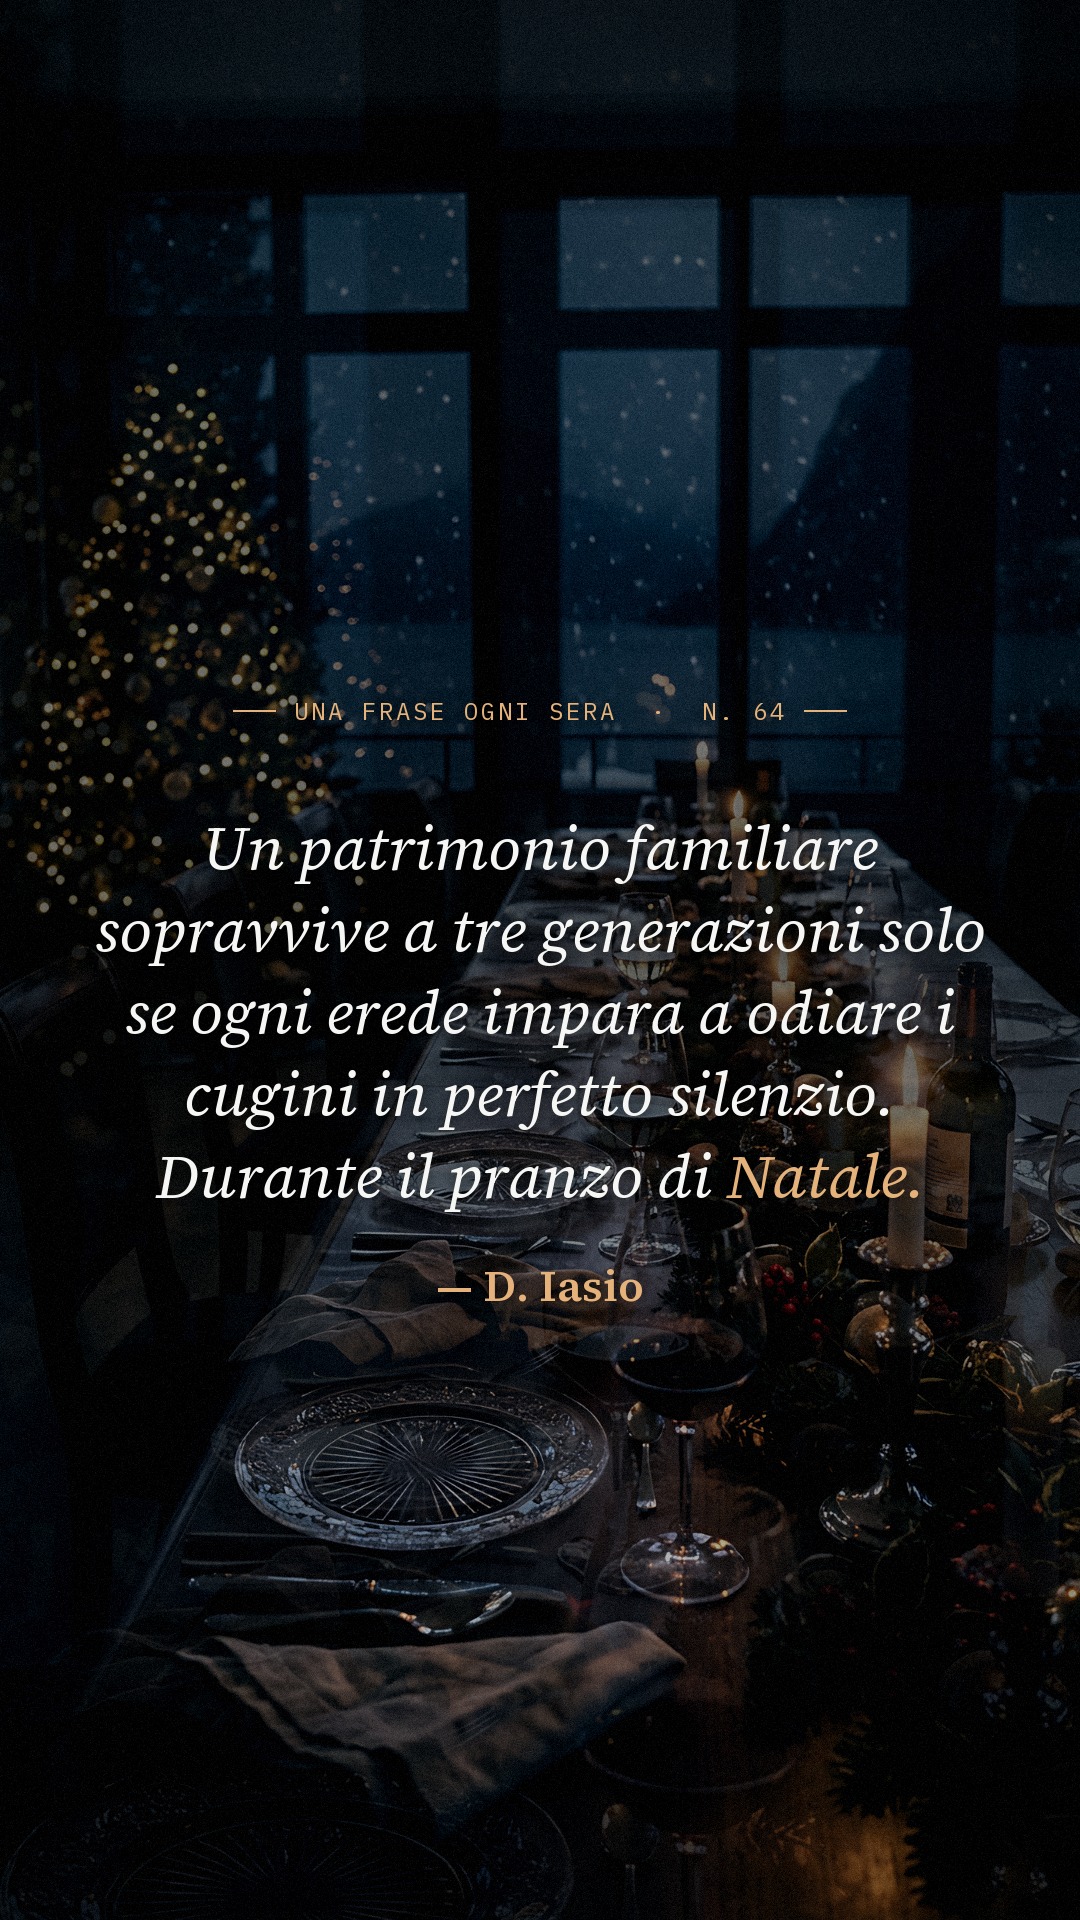 UNA FRASE OGNI SERA · N. 64
Un patrimonio familiare
sopravvive a tre generazioni solo
se ogni erede impara a odiare i
cugini in perfetto silenzio.
Durante il pranzo di Natale.
— D. Iasio